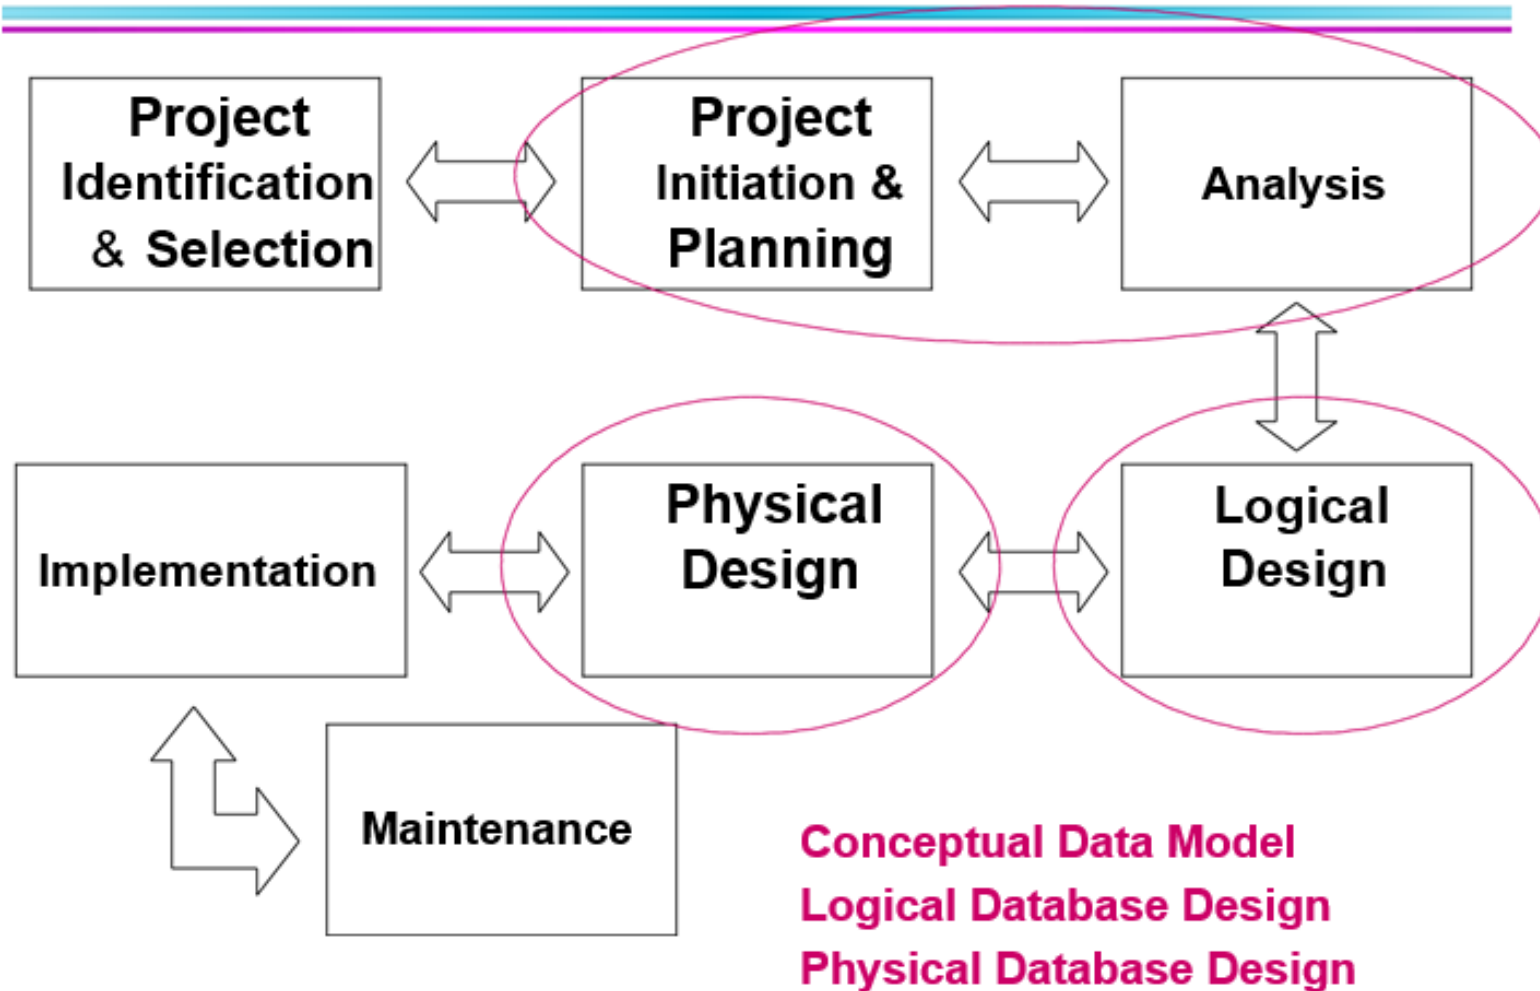 Project
Identification
& Selection
Project
Initiation &
Planning
Analysis
Implementation
Physical
Design
Logical
Design
Maintenance
Conceptual Data Model
Logical Database Design
Physical Database Design